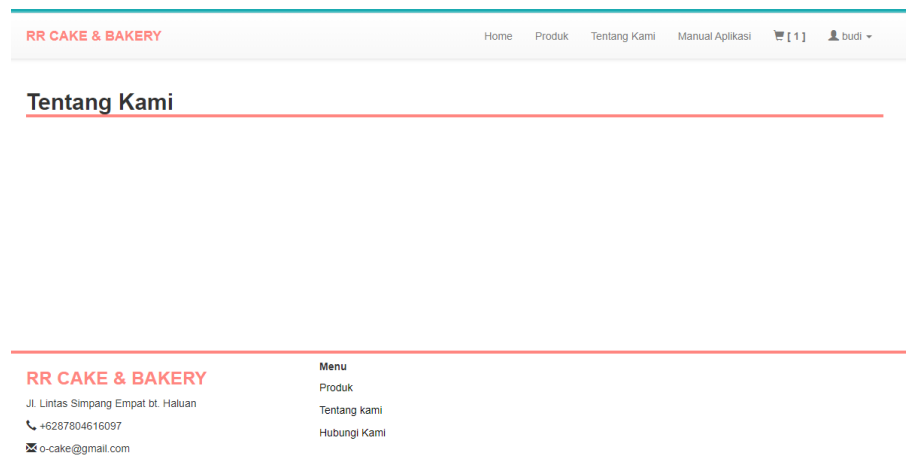 RR CAKE & BAKERY
Home Produk Tentang Kami Manual Aplikasi [ 1 ] budi
Tentang Kami
RR CAKE & BAKERY
Jl. Lintas Simpang Empat bt. Haluan
+6287804616097
o-cake@gmail.com
Menu
Produk
Tentang kami
Hubungi Kami